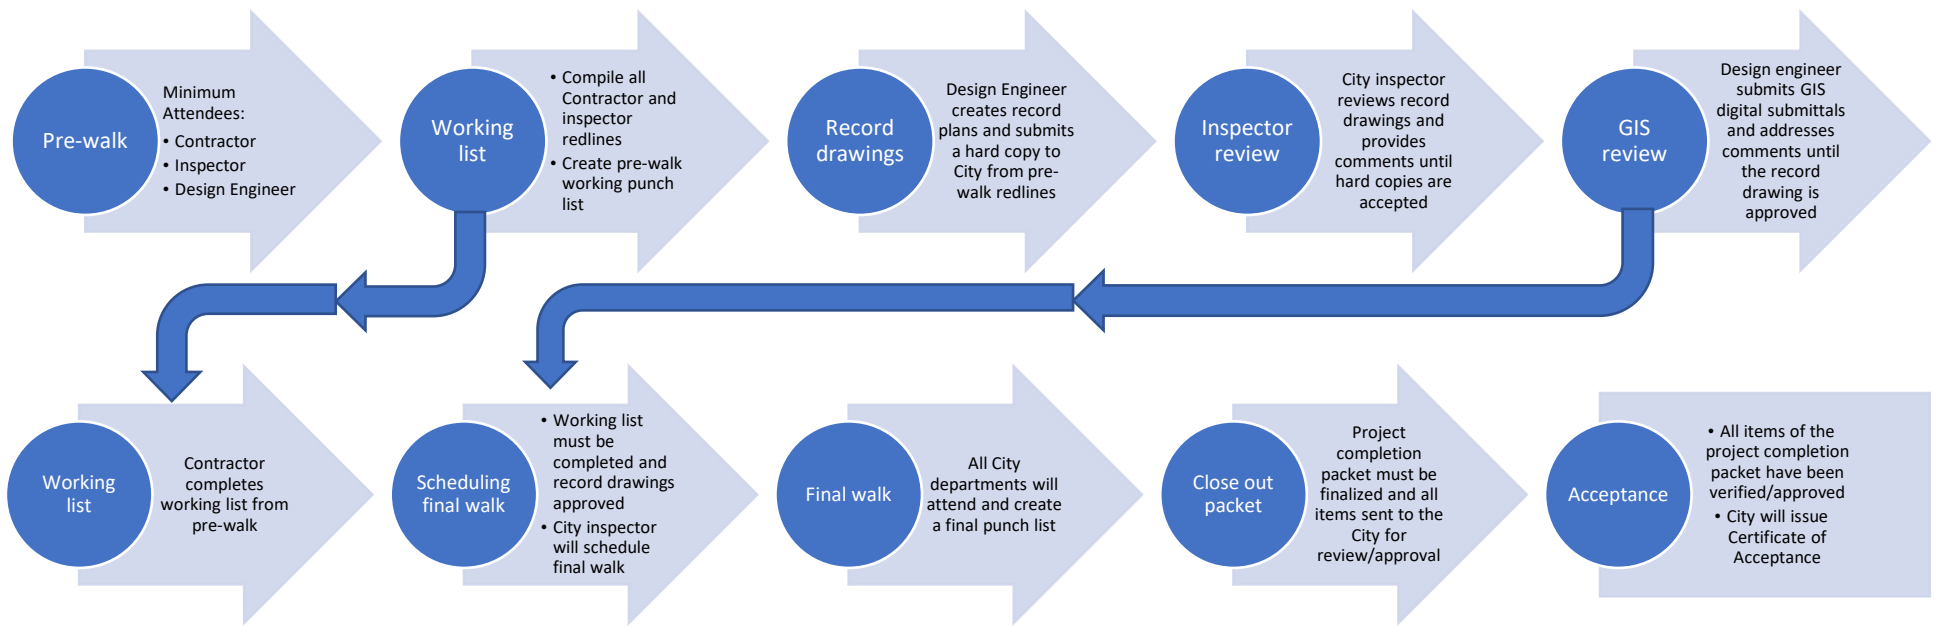 Pre-walk
Minimum
Attendees:
• Contractor
• Inspector
• Design Engineer
Working
list
• Compile all
Contractor and
inspector
redlines
• Create pre-walk
working punch
list
Record
drawings
Design Engineer
creates record
plans and submits
a hard copy to
City from pre-
walk redlines
Inspector
review
City inspector
reviews record
drawings and
provides
comments until
hard copies are
accepted
GIS
review
Design engineer
submits GIS
digital submittals
and addresses
comments until
the record
drawing is
approved
Working
list
Contractor
completes
working list from
pre-walk
Scheduling
final walk
• Working list
must be
completed and
record drawings
approved
• City inspector
will schedule
final walk
Final walk
All City
departments will
attend and create
a final punch list
Close out
packet
Project
completion
packet must be
finalized and all
items sent to the
City for
review/approval
Acceptance
• All items of the
project completion
packet have been
verified/approved
• City will issue
Certificate of
Acceptance